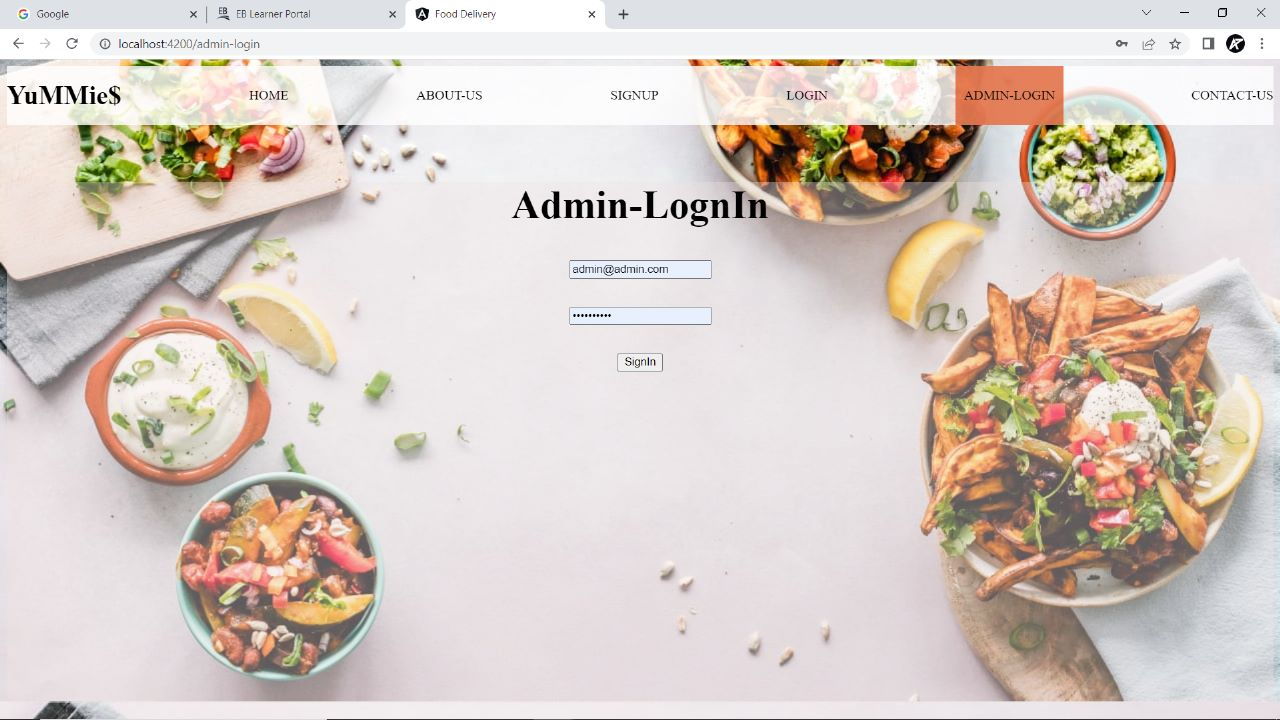 Google
EB Learner Portal
Food Delivery
localhost:4200/admin-login
YuMMie$ HOME ABOUT-US SIGNUP LOGIN ADMIN-LOGIN CONTACT-US
Admin-LognIn
admin@admin.com
••••••••••
SignIn